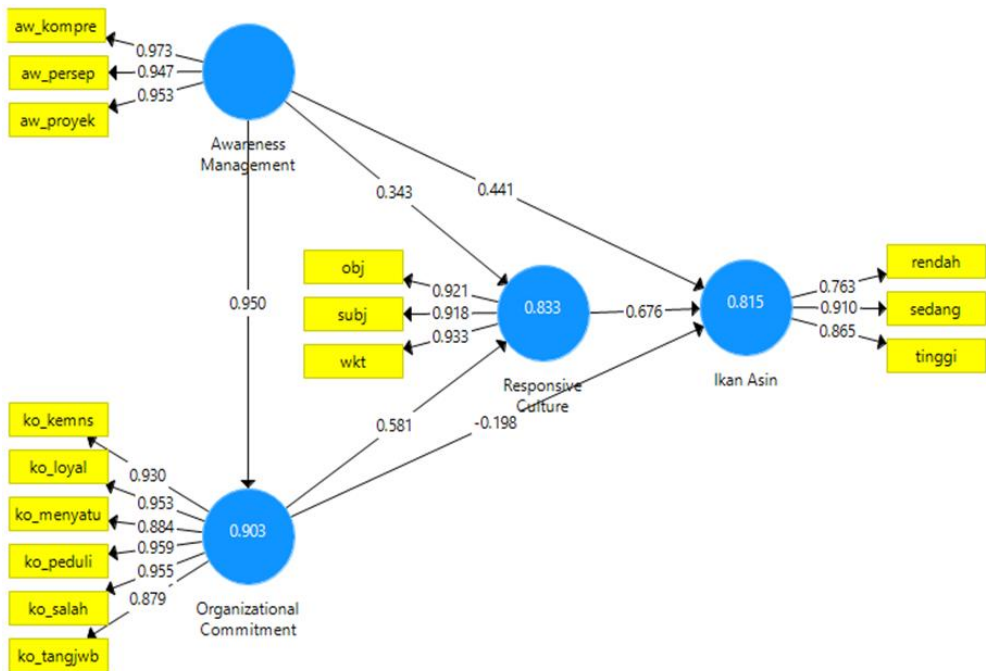 aw_kompre
0.973
aw_persep
0.947
aw_proyek
0.953
Awareness
Management
0.441
0.343
obj
0.921
subj
0.918
wkt
0.933
0.833
Responsive
Culture
0.676
0.815
Ikan Asin
rendah
0.763
sedang
0.910
tinggi
0.865
0.950
0.581
-0.198
ko_kemns
0.930
ko_loyal
0.953
ko_menyatu
0.884
ko_peduli
0.959
ko_salah
0.955
ko_tangjwb
0.879
0.903
Organizational
Commitment